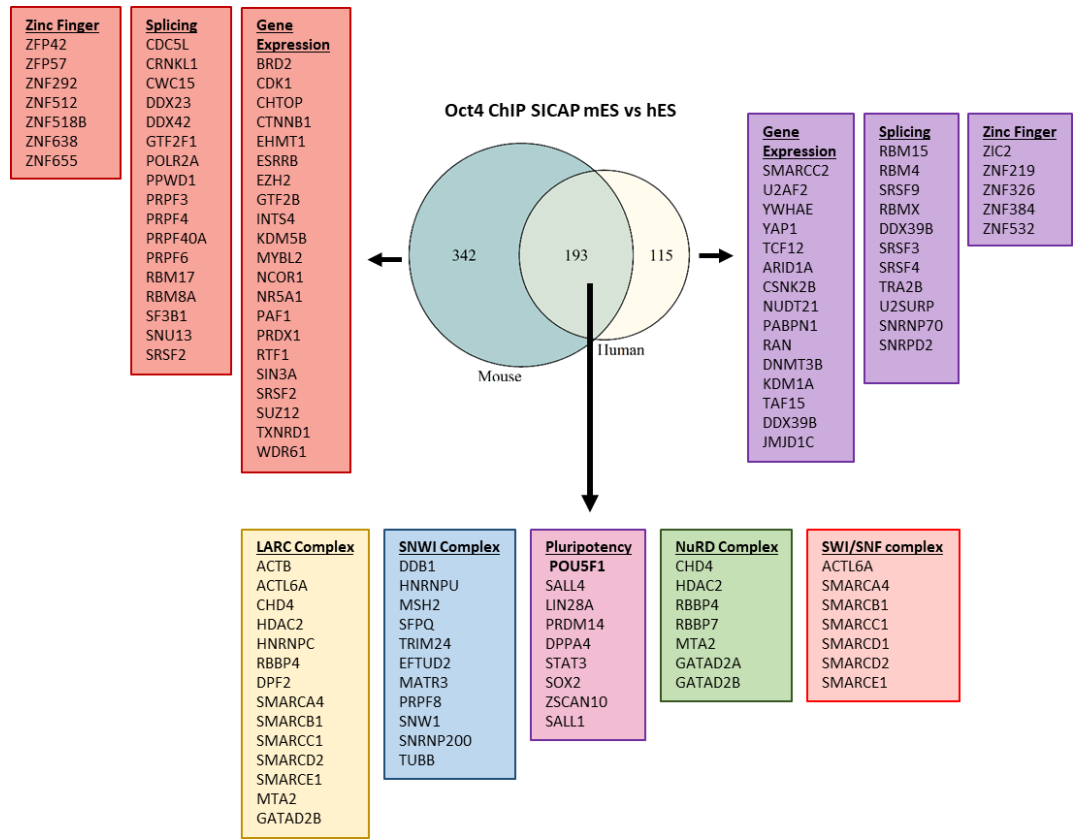 Zinc Finger
ZFP42
ZFP57
ZNF292
ZNF512
ZNF518B
ZNF638
ZNF655
Splicing
CDC5L
CRNKL1
CWC15
DDX23
DDX42
GTF2F1
POLR2A
PPWD1
PRPF3
PRPF4
PRPF40A
PRPF6
RBM17
RBM8A
SF3B1
SNU13
SRSF2
Gene
Expression
BRD2
CDK1
CHTOP
CTNNB1
EHMT1
ESRRB
EZH2
GTF2B
INTS4
KDM5B
MYBL2
NCOR1
NR5A1
PAF1
PRDX1
RTF1
SIN3A
SRSF2
SUZ12
TXNRD1
WDR61
Oct4 ChIP SICAP mES vs hES
342
193
115
Mouse
Human
Gene
Expression
SMARCC2
U2AF2
YWHAE
YAP1
TCF12
ARID1A
CSNK2B
NUDT21
PABPN1
RAN
DNMT3B
KDM1A
TAF15
DDX39B
JMJD1C
Splicing
RBM15
RBM4
SRSF9
RBMX
DDX39B
SRSF3
SRSF4
TRA2B
U2SURP
SNRNP70
SNRPD2
Zinc Finger
ZIC2
ZNF219
ZNF326
ZNF384
ZNF532
LARC Complex
ACTB
ACTL6A
CHD4
HDAC2
HNRNPC
RBBP4
DPF2
SMARCA4
SMARCB1
SMARCC1
SMARCD2
SMARCE1
MTA2
GATAD2B
SNWI Complex
DDB1
HNRNPU
MSH2
SFPQ
TRIM24
EFTUD2
MATR3
PRPF8
SNW1
SNRNP200
TUBB
Pluripotency
POU5F1
SALL4
LIN28A
PRDM14
DPPA4
STAT3
SOX2
ZSCAN10
SALL1
NuRD Complex
CHD4
HDAC2
RBBP4
RBBP7
MTA2
GATAD2A
GATAD2B
SWI/SNF complex
ACTL6A
SMARCA4
SMARCB1
SMARCC1
SMARCD1
SMARCD2
SMARCE1